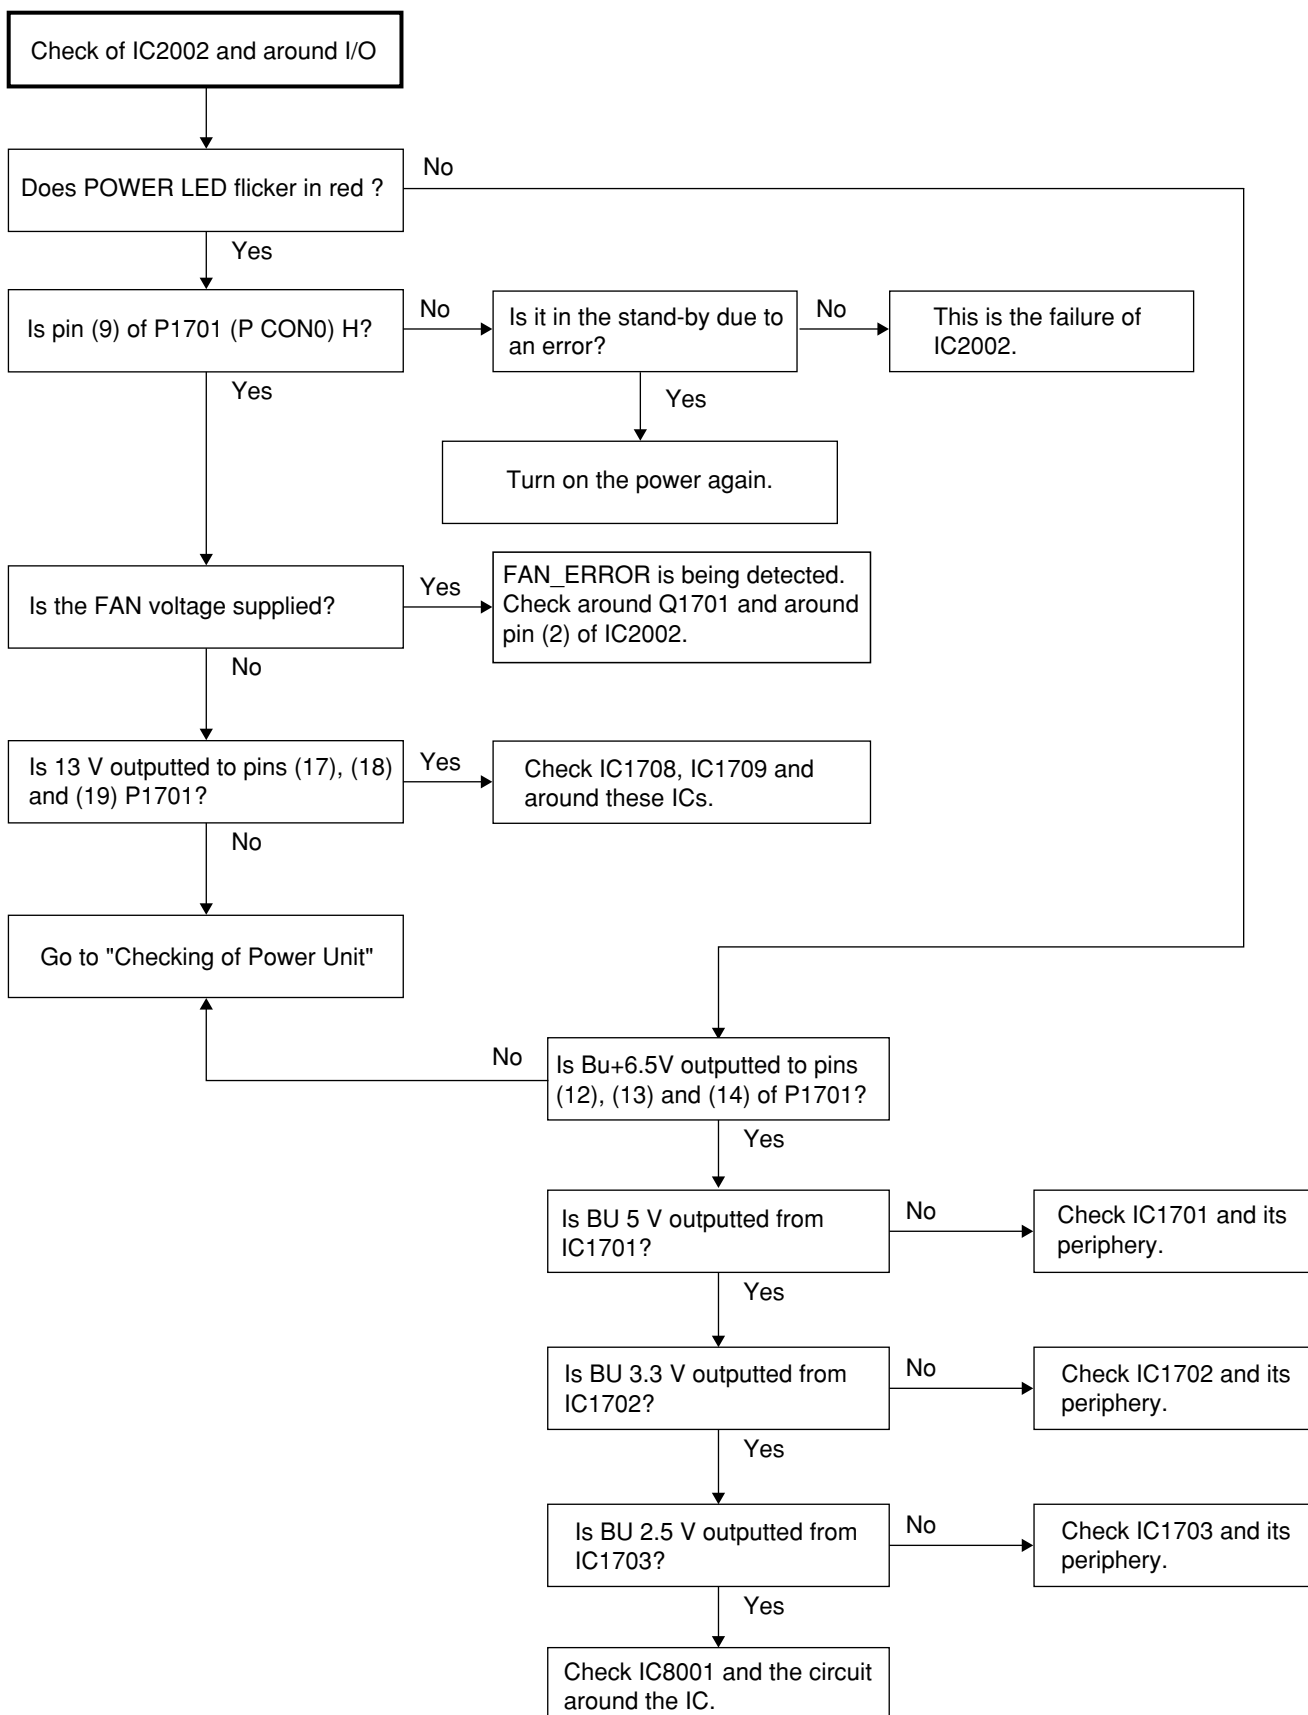 Check of IC2002 and around I/O
No
Does POWER LED flicker in red ?
Yes
Is pin (9) of P1701 (P CON0) H?
No
Is it in the stand-by due to
an error?
No
This is the failure of
IC2002.
Yes
Yes
Turn on the power again.
Is the FAN voltage supplied?
Yes
FAN_ERROR is being detected.
Check around Q1701 and around
pin (2) of IC2002.
No
Is 13 V outputted to pins (17), (18)
and (19) P1701?
Yes
Check IC1708, IC1709 and
around these ICs.
No
Go to "Checking of Power Unit"
No
Is Bu+6.5V outputted to pins
(12), (13) and (14) of P1701?
Yes
Is BU 5 V outputted from
IC1701?
No
Check IC1701 and its
periphery.
Yes
Is BU 3.3 V outputted from
IC1702?
No
Check IC1702 and its
periphery.
Yes
Is BU 2.5 V outputted from
IC1703?
No
Check IC1703 and its
periphery.
Yes
Check IC8001 and the circuit
around the IC.